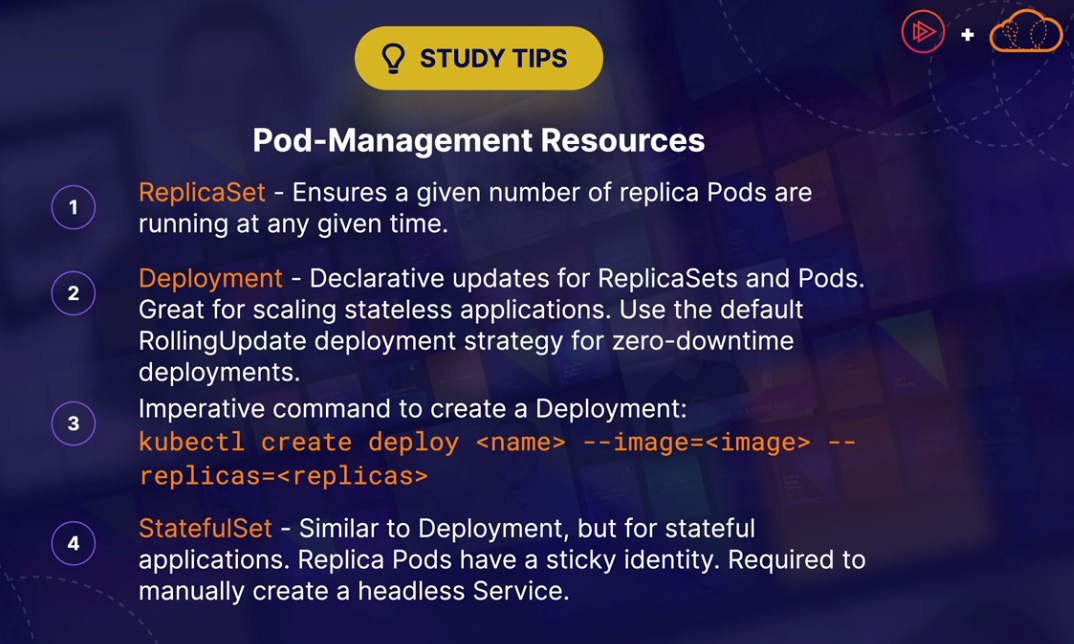 STUDY TIPS
+
Pod-Management Resources
1
ReplicaSet - Ensures a given number of replica Pods are
running at any given time.
2
Deployment - Declarative updates for ReplicaSets and Pods.
Great for scaling stateless applications. Use the default
RollingUpdate deployment strategy for zero-downtime
deployments.
3
Imperative command to create a Deployment:
kubectl create deploy <name> --image=<image> --
replicas=<replicas>
4
StatefulSet - Similar to Deployment, but for stateful
applications. Replica Pods have a sticky identity. Required to
manually create a headless Service.